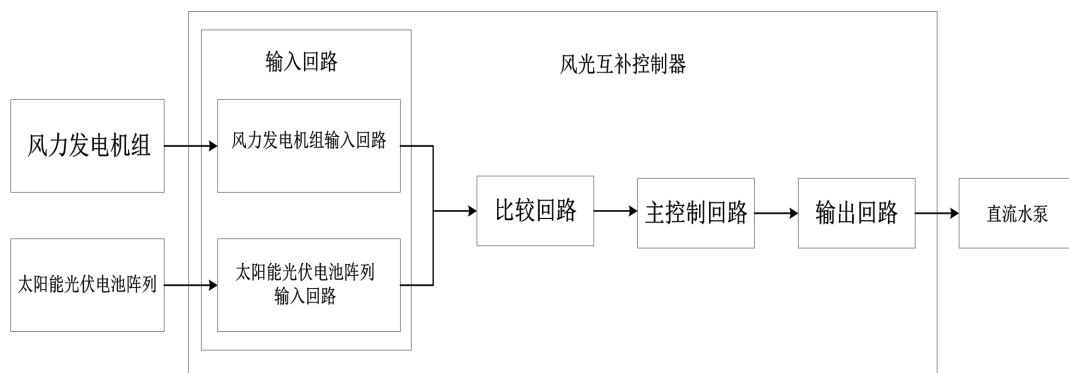 输入回路
风光互补控制器
风力发电机组
风力发电机组输入回路
比较回路
主控制回路
输出回路
直流水泵
太阳能光伏电池阵列
太阳能光伏电池阵列
输入回路